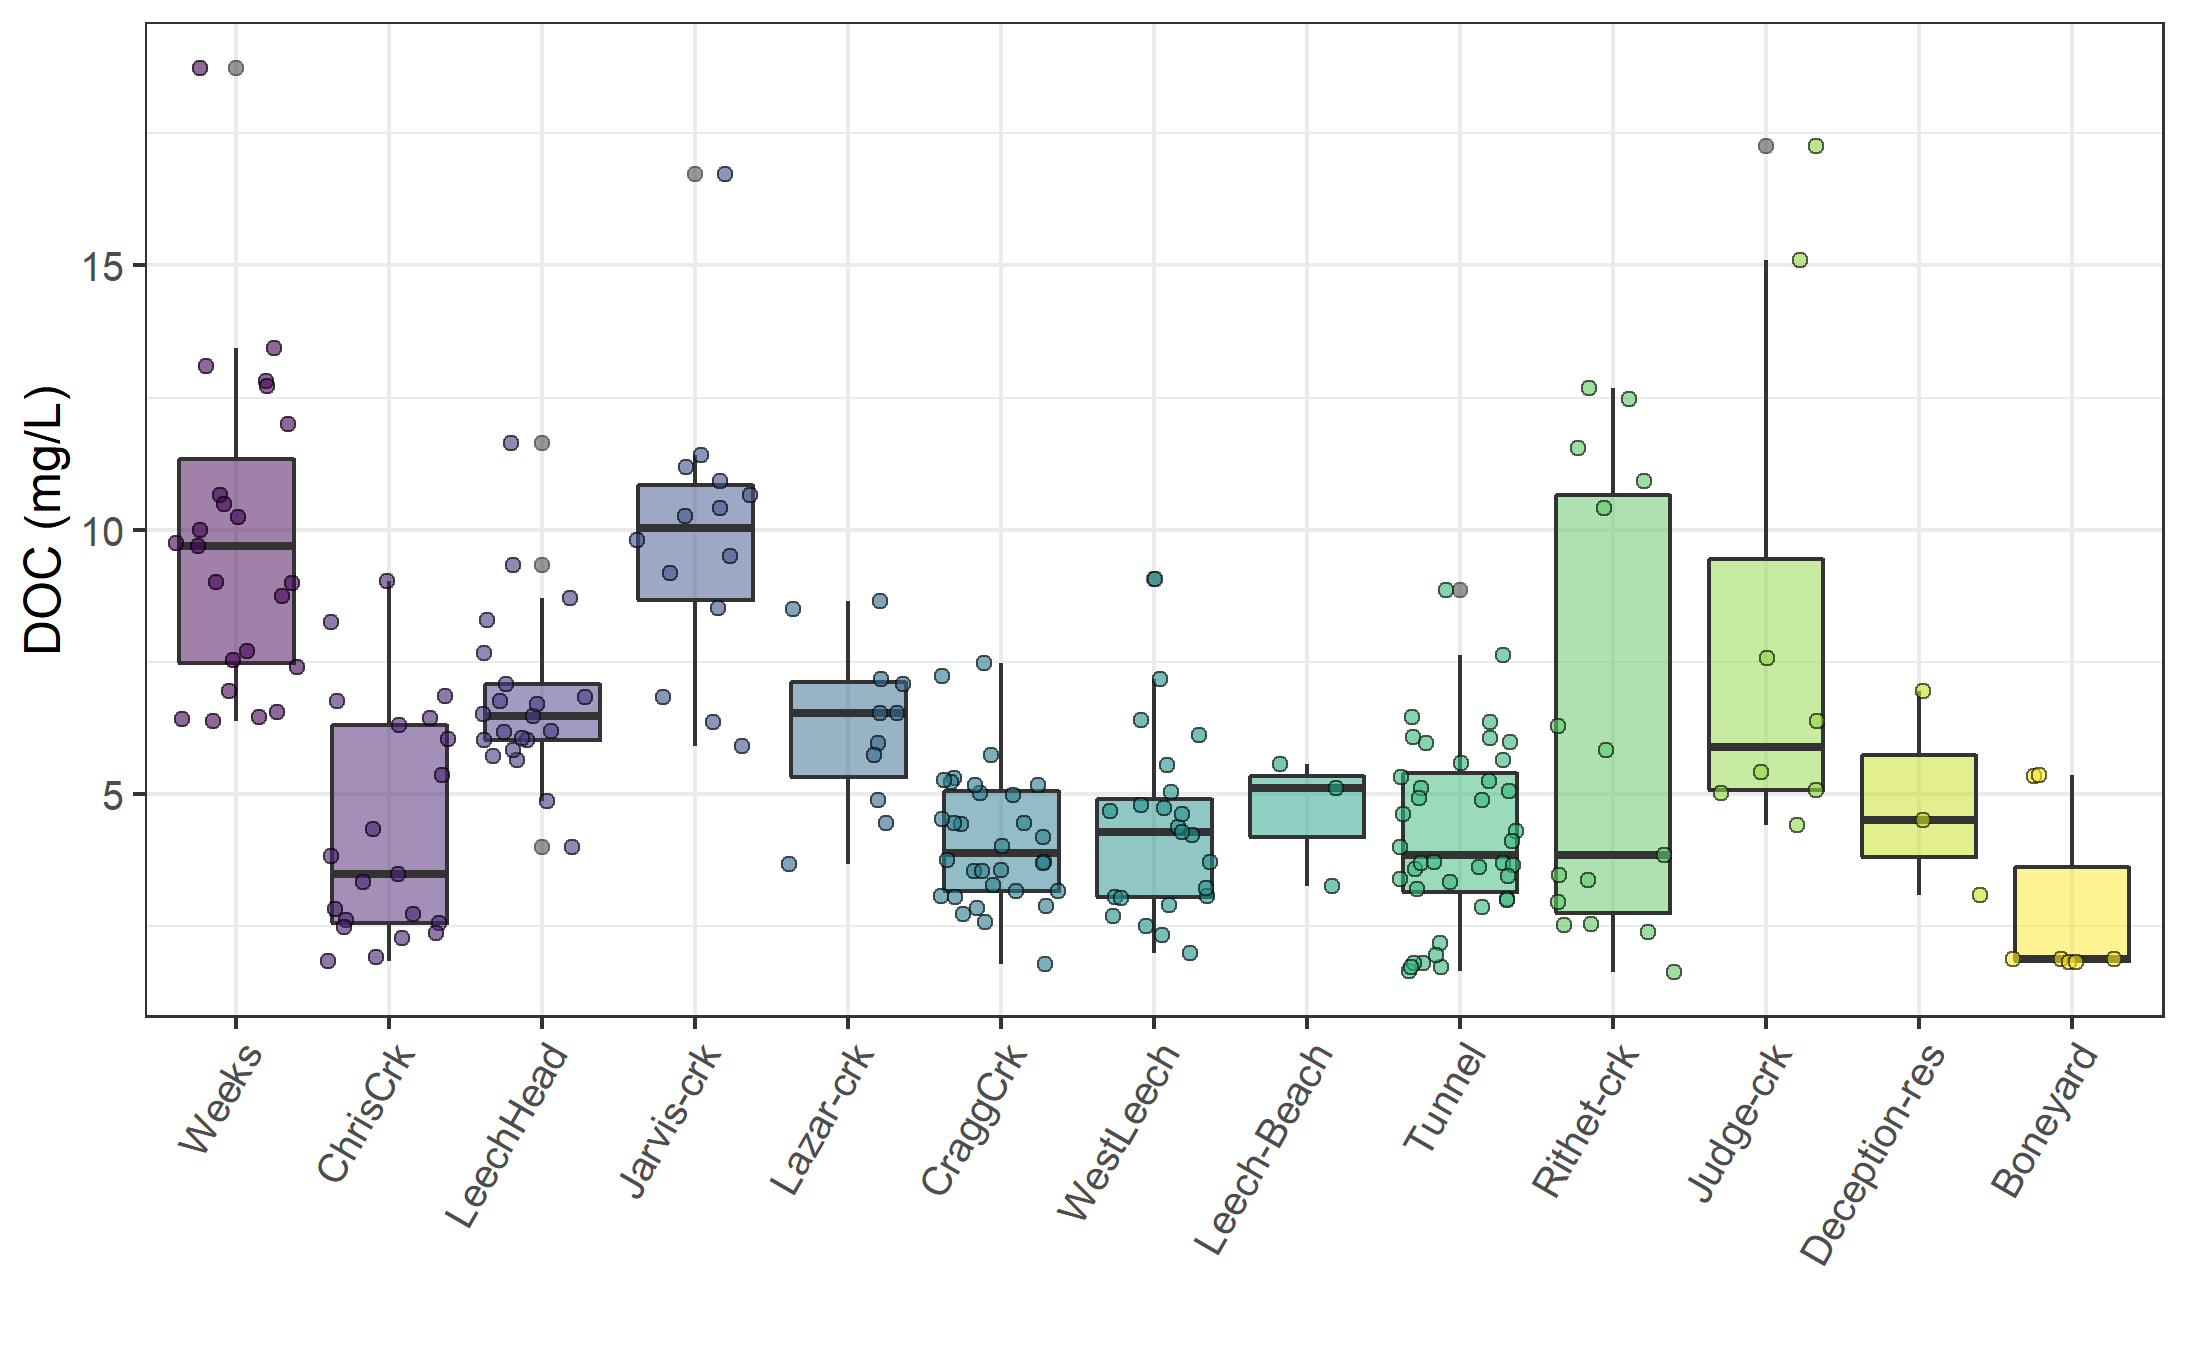 DOC (mg/L)
15
10
5
Weeks
ChrisCrk
LeechHead
Jarvis-crk
Lazar-crk
CraggCrk
WestLeech
Leech-Beach
Tunnel
Rithet-crk
Judge-crk
Deception-res
Boneyard